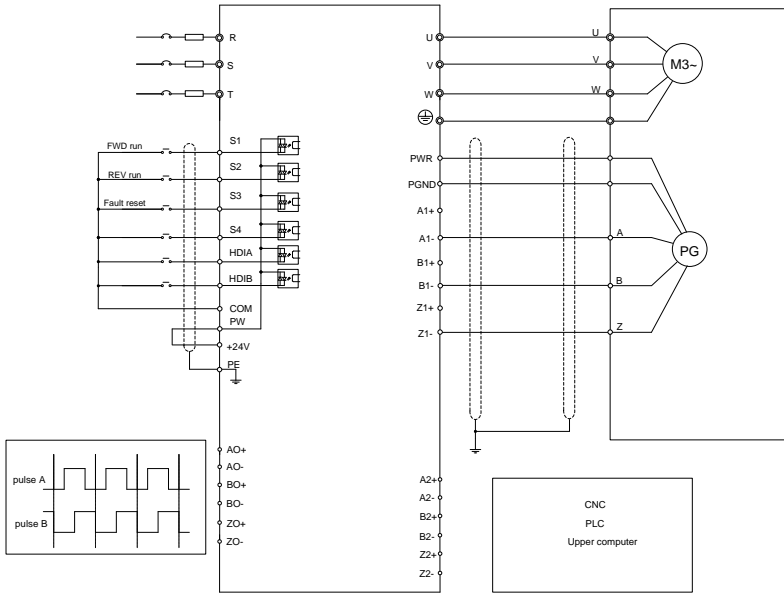 R
S
T
S1
FWD run
S2
REV run
S3
Fault reset
S4
HDIA
HDIB
COM
PW
+24V
PE
AO+
AO-
BO+
BO-
ZO+
ZO-
pulse A
pulse B
U
V
W
PWR
PGND
A1+
A1-
B1+
B1-
Z1+
Z1-
A2+
A2-
B2+
B2-
Z2+
Z2-
U
V
W
M3~
A
B
Z
PG
CNC
PLC
Upper computer